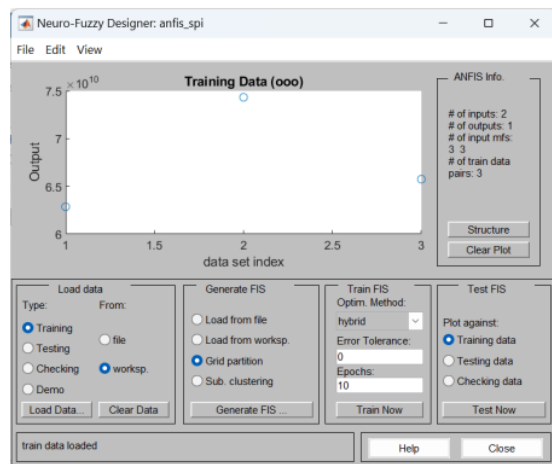 Neuro-Fuzzy Designer: anfis_spi
File Edit View
× 10^10
Training Data (ooo)
7.5
7
6.5
6
Output
1 1.5 2 2.5 3
data set index
ANFIS Info.
# of inputs: 2
# of outputs: 1
# of input mfs:
3 3
# of train data
pairs: 3
Structure
Clear Plot
Load data
Type: From:
Training
Testing
Checking
Demo
file
worksp.
Load Data...
Clear Data
Generate FIS
Load from file
Load from worksp.
Grid partition
Sub. clustering
Generate FIS ...
Train FIS
Optim. Method:
hybrid
Error Tolerance:
0
Epochs:
10
Train Now
Test FIS
Plot against:
Training data
Testing data
Checking data
Test Now
train data loaded
Help
Close